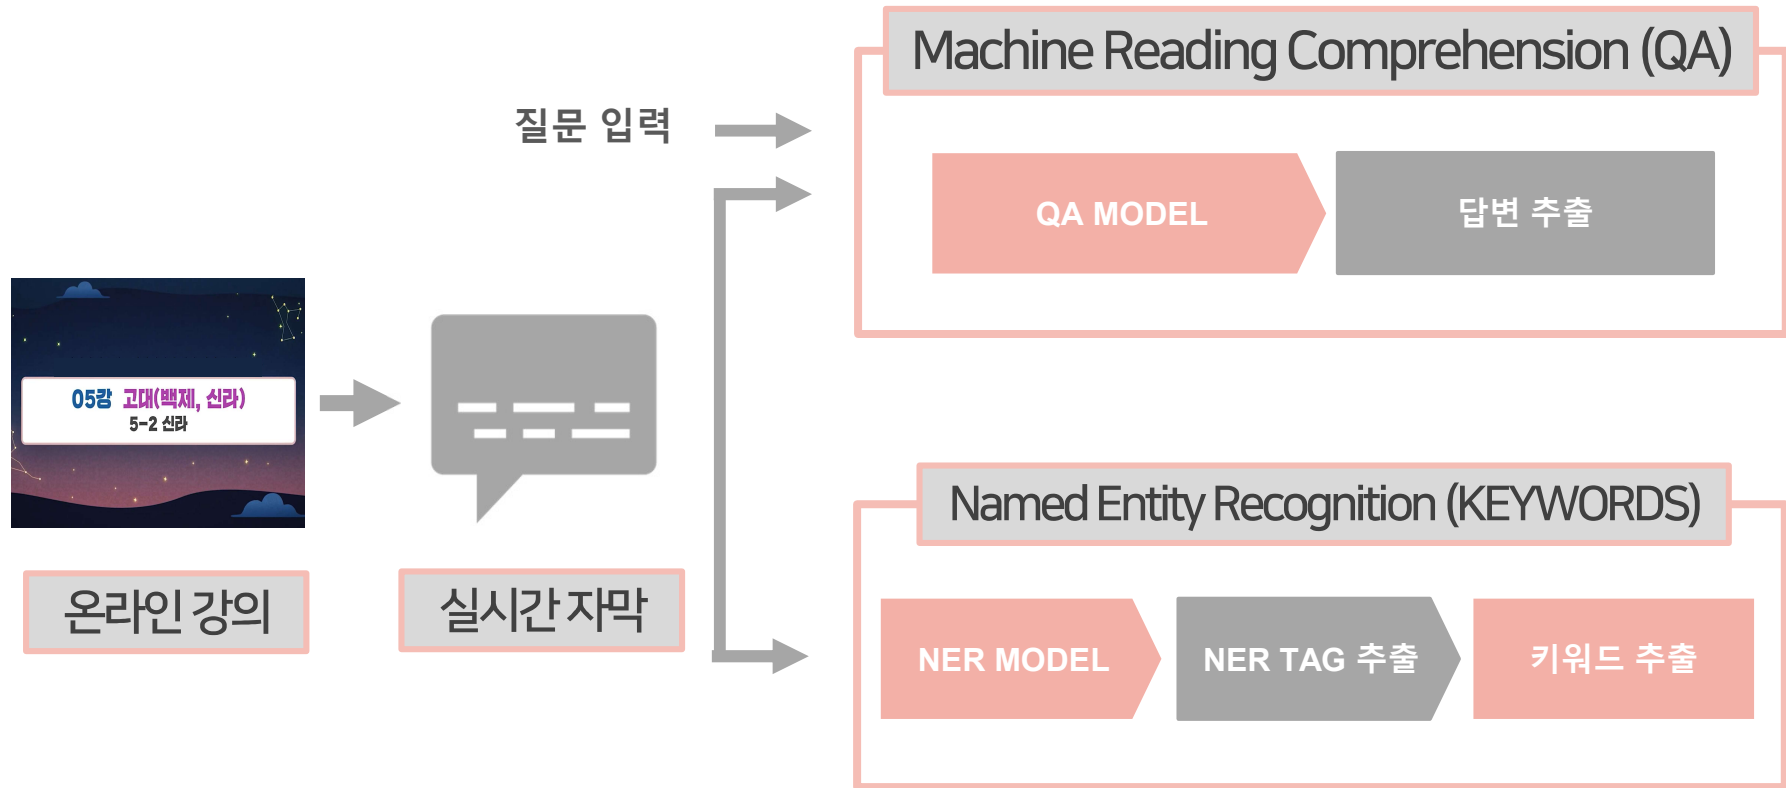 Machine Reading Comprehension (QA)
질문 입력
QA MODEL
답변 추출
05강 고대(백제, 신라)
5-2 신라
온라인 강의
실시간 자막
Named Entity Recognition (KEYWORDS)
NER MODEL
NER TAG 추출
키워드 추출